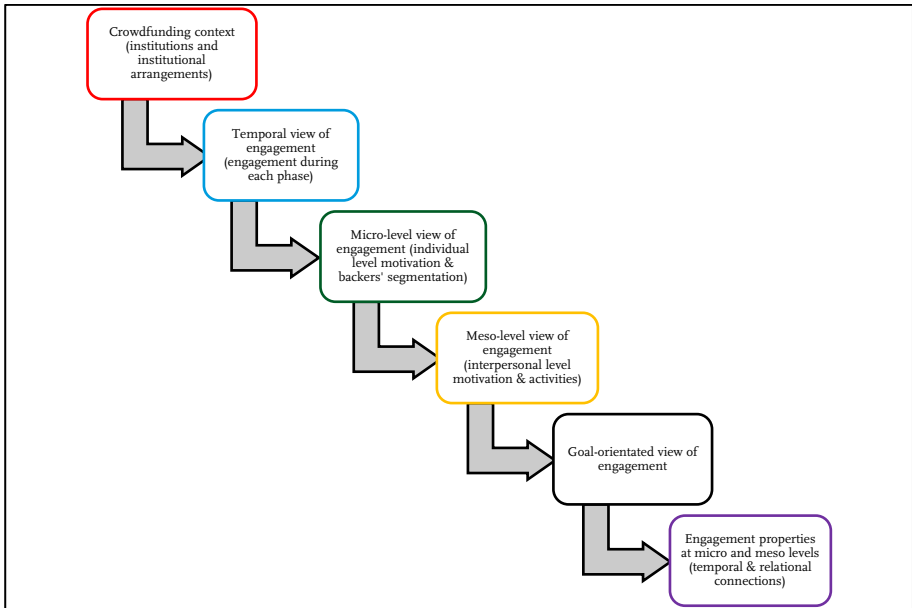 Crowdfunding context
(institutions and
institutional
arrangements)
Temporal view of
engagement
(engagement during
each phase)
Micro-level view of
engagement (individual
level motivation &
backers' segmentation)
Meso-level view of
engagement
(interpersonal level
motivation & activities)
Goal-orientated view of
engagement
Engagement properties
at micro and meso levels
(temporal & relational
connections)